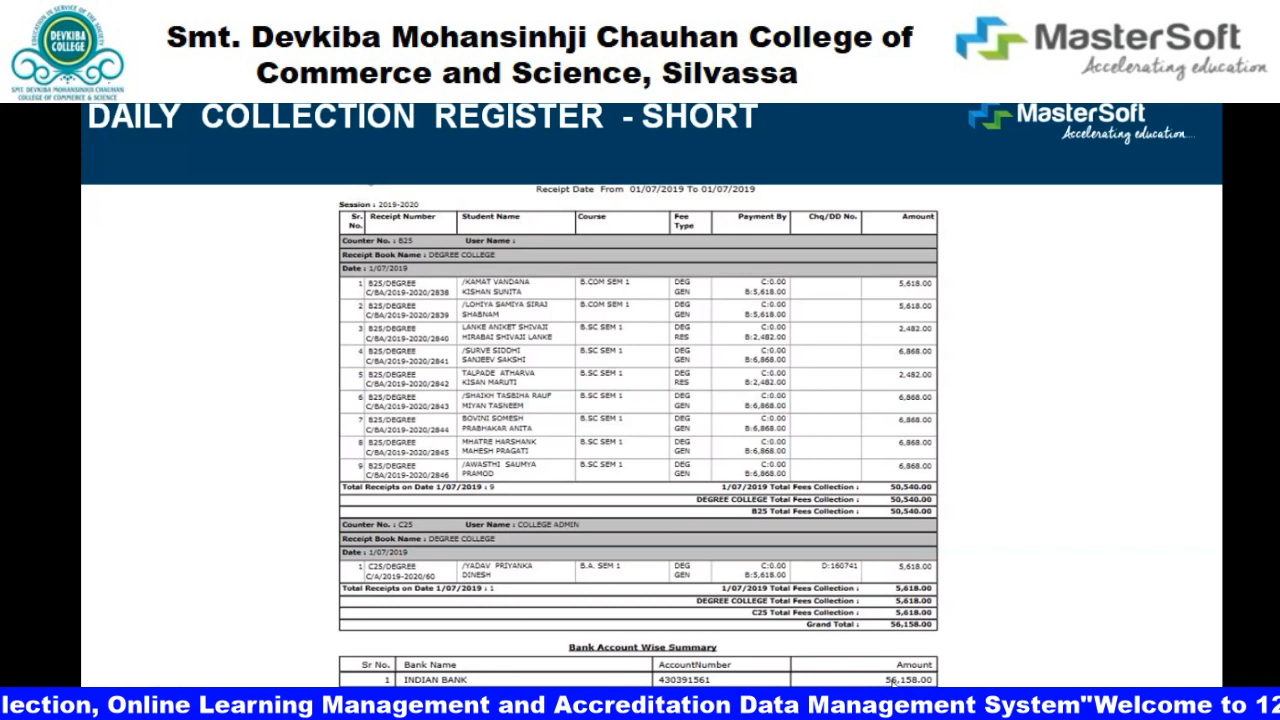 EDUCATION IN SERVICE OF THE SOCIETY
DEVKIBA
COLLEGE
SMT. DEVKIBA MOHANSINHJI CHAUHAN
COLLEGE OF COMMERCE & SCIENCE
Smt. Devkiba Mohansinhji Chauhan College of
Commerce and Science, Silvassa
MasterSoft
Accelerating education...
DAILY COLLECTION REGISTER - SHORT
MasterSoft
Accelerating education...
Receipt Date From 01/07/2019 To 01/07/2019
Session : 2019-2020
Sr. No. Receipt Number Student Name Course Fee Type Payment By Chq/DD No. Amount
Counter No. : B25 User Name :
Receipt Book Name : DEGREE COLLEGE
Date : 1/07/2019
1 B25/DEGREE /KAMAT VANDANA B.COM SEM 1 DEG C:0.00 5,618.00
C/BA/2019-2020/2838 KISHAN SUNITA GEN B:5,618.00
2 B25/DEGREE /LOHIYA SAMIYA SIRAJ B.COM SEM 1 DEG C:0.00 5,618.00
C/BA/2019-2020/2839 SHABNAM GEN B:5,618.00
3 B25/DEGREE LANKE ANIKET SHIVAJI B.SC SEM 1 DEG C:0.00 2,482.00
C/BA/2019-2020/2840 HIRABAI SHIVAJI LANKE RES B:2,482.00
4 B25/DEGREE /SURVE SIDDHI B.SC SEM 1 DEG C:0.00 6,868.00
C/BA/2019-2020/2841 SANJEEV SAKSHI GEN B:6,868.00
5 B25/DEGREE TALPADE ATHARVA B.SC SEM 1 DEG C:0.00 2,482.00
C/BA/2019-2020/2842 KISAN MARUTI RES B:2,482.00
6 B25/DEGREE /SHAIKH TASBIHA RAUF B.SC SEM 1 DEG C:0.00 6,868.00
C/BA/2019-2020/2843 MIYAN TASNEEM GEN B:6,868.00
7 B25/DEGREE BOVINI SOMESH B.SC SEM 1 DEG C:0.00 6,868.00
C/BA/2019-2020/2844 PRABHAKAR ANITA GEN B:6,868.00
8 B25/DEGREE MHATRE HARSHANK B.SC SEM 1 DEG C:0.00 6,868.00
C/BA/2019-2020/2845 MAHESH PRAGATI GEN B:6,868.00
9 B25/DEGREE /AWASTHI SAUMYA B.SC SEM 1 DEG C:0.00 6,868.00
C/BA/2019-2020/2846 PRAMOD GEN B:6,868.00
Total Receipts on Date 1/07/2019 : 9 1/07/2019 Total Fees Collection : 50,540.00
DEGREE COLLEGE Total Fees Collection : 50,540.00
B25 Total Fees Collection : 50,540.00
Counter No. : C25 User Name : COLLEGE ADMIN
Receipt Book Name : DEGREE COLLEGE
Date : 1/07/2019
1 C25/DEGREE /YADAV PRIYANKA B.A. SEM 1 DEG C:0.00 D:160741 5,618.00
C/A/2019-2020/60 DINESH GEN B:5,618.00
Total Receipts on Date 1/07/2019 : 1 1/07/2019 Total Fees Collection : 5,618.00
DEGREE COLLEGE Total Fees Collection : 5,618.00
C25 Total Fees Collection : 5,618.00
Grand Total : 56,158.00
Bank Account Wise Summary
Sr No. Bank Name AccountNumber Amount
1 INDIAN BANK 430391561 56,158.00
lection, Online Learning Management and Accreditation Data Management System"Welcome to 12